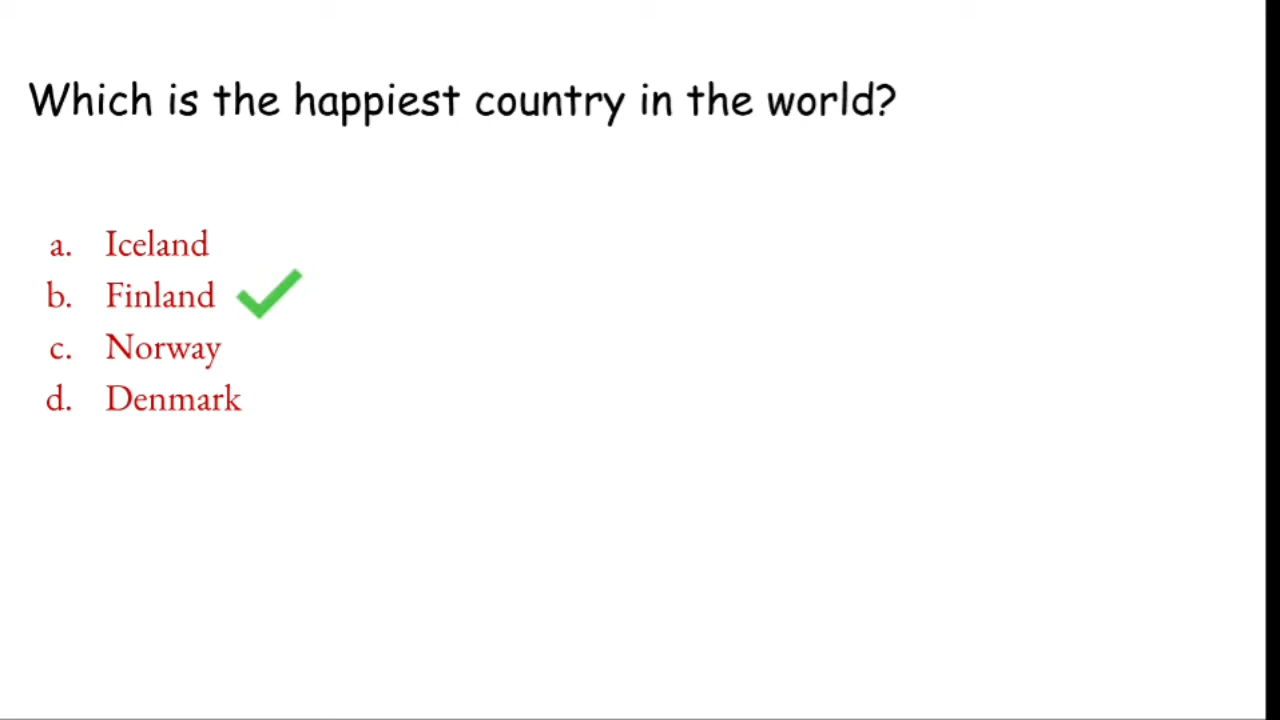 Which is the happiest country in the world?
a. Iceland
b. Finland
c. Norway
d. Denmark